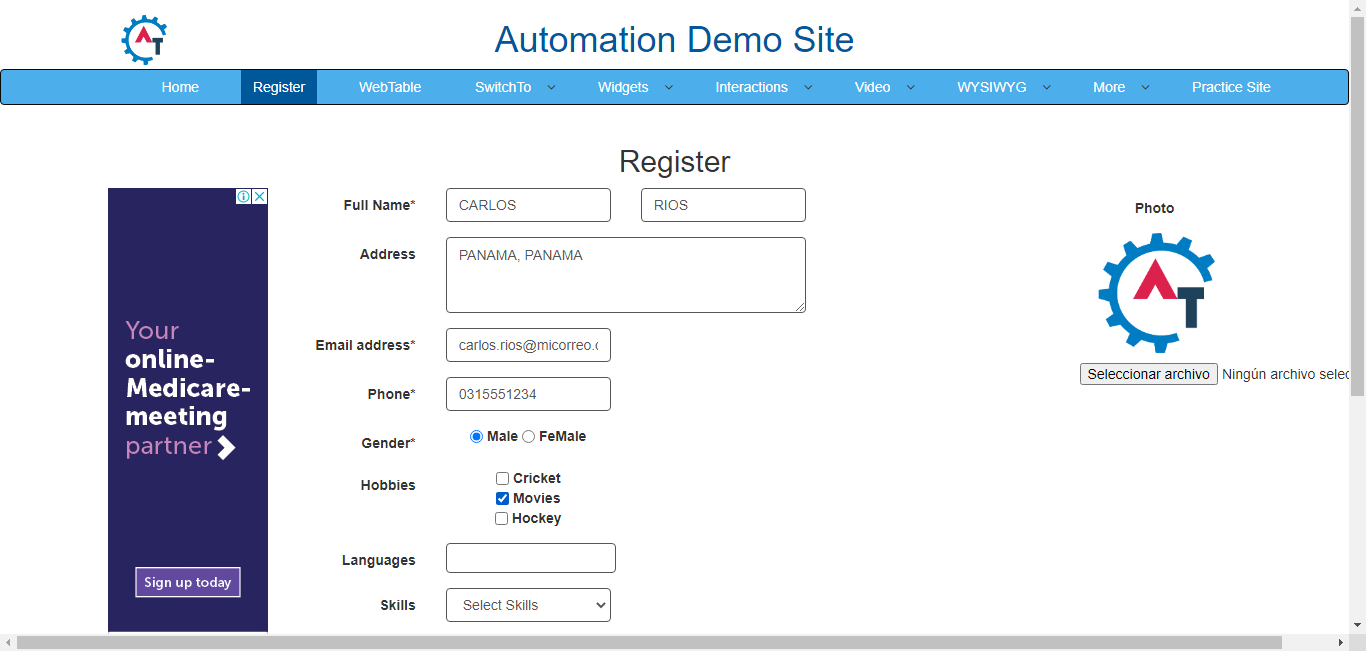 AT
Automation Demo Site
Home Register WebTable SwitchTo Widgets Interactions Video WYSIWYG More Practice Site
Register
Full Name* CARLOS RIOS
Photo
Address PANAMA, PANAMA
AT
Email address* carlos.rios@micorreo.
Seleccionar archivo Ningún archivo selec
Phone* 0315551234
Gender* Male FeMale
Hobbies Cricket
Movies
Hockey
Languages
Skills Select Skills
Your
online-
Medicare-
meeting
partner
Sign up today